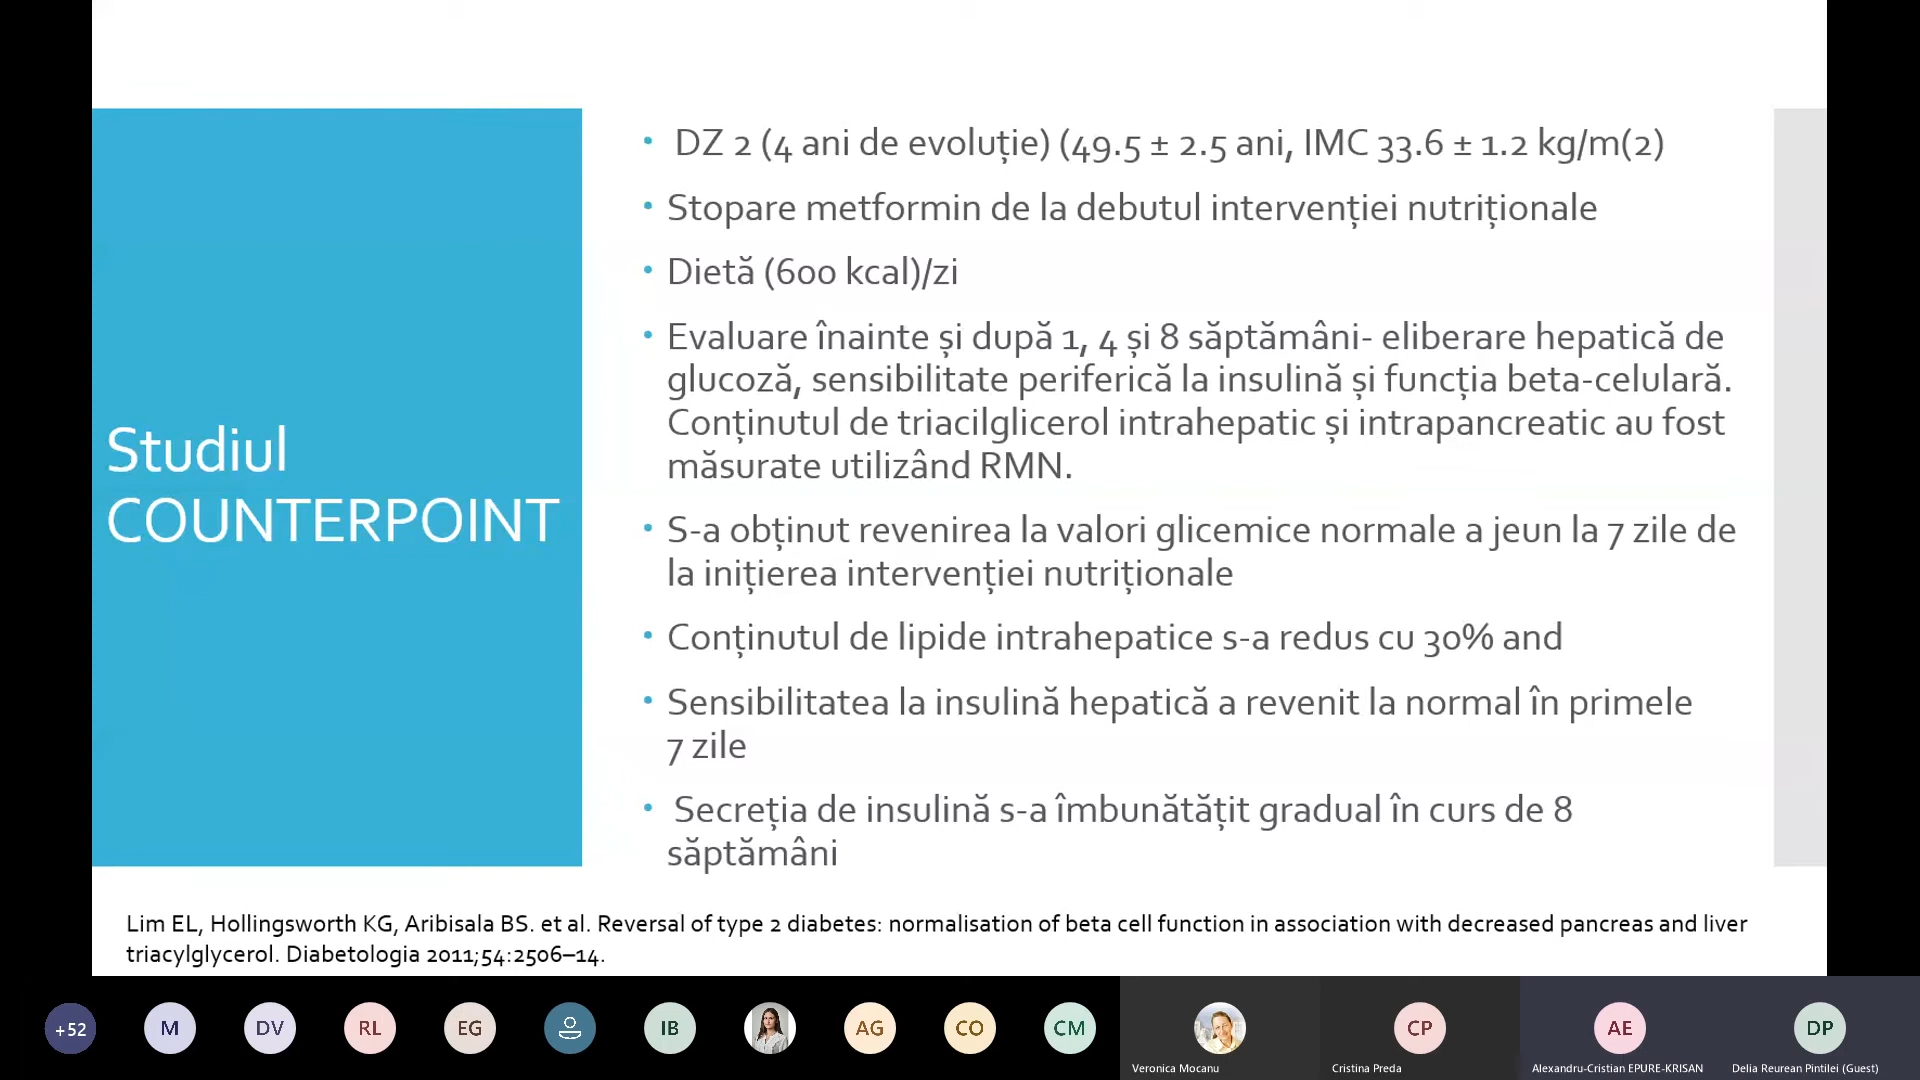 Studiul
COUNTERPOINT
• DZ 2 (4 ani de evoluție) (49.5 ± 2.5 ani, IMC 33.6 ± 1.2 kg/m(2)
• Stopare metformin de la debutul intervenției nutriționale
• Dietă (600 kcal)/zi
• Evaluare înainte și după 1, 4 și 8 săptămâni- eliberare hepatică de
glucoză, sensibilitate periferică la insulină și funcția beta-celulară.
Conținutul de triacilglicerol intrahepatic și intrapancreatic au fost
măsurate utilizând RMN.
• S-a obținut revenirea la valori glicemice normale a jeun la 7 zile de
la inițierea intervenției nutriționale
• Conținutul de lipide intrahepatice s-a redus cu 30% and
• Sensibilitatea la insulină hepatică a revenit la normal în primele
7 zile
• Secreția de insulină s-a îmbunătățit gradual în curs de 8
săptămâni
Lim EL, Hollingsworth KG, Aribisala BS. et al. Reversal of type 2 diabetes: normalisation of beta cell function in association with decreased pancreas and liver
triacylglycerol. Diabetologia 2011;54:2506–14.
+52
M
DV
RL
EG
IB
AG
CO
CM
CP
AE
DP
Veronica Mocanu
Cristina Preda
Alexandru-Cristian EPURE-KRISAN
Delia Reurean Pintilei (Guest)